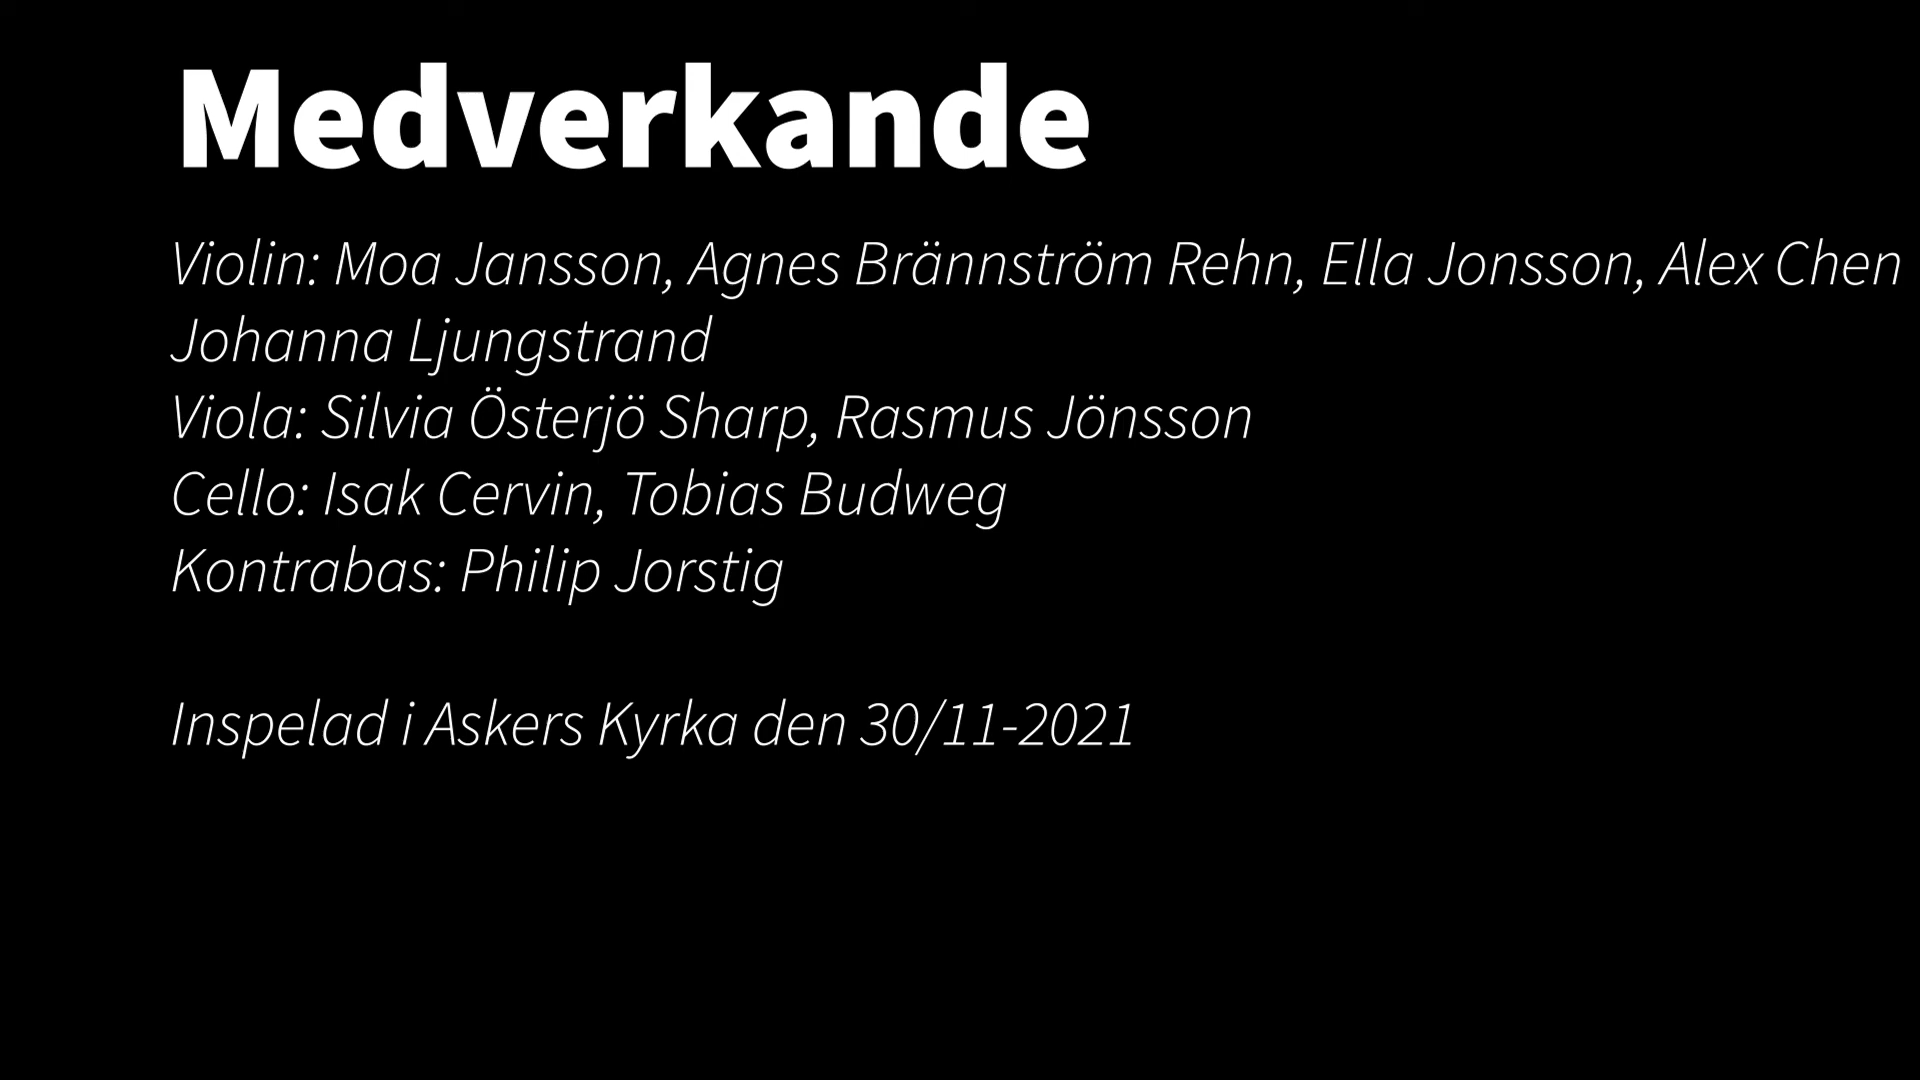 Medverkande
Violin: Moa Jansson, Agnes Brännström Rehn, Ella Jonsson, Alex Chen
Johanna Ljungstrand
Viola: Silvia Österjö Sharp, Rasmus Jönsson
Cello: Isak Cervin, Tobias Budweg
Kontrabas: Philip Jorstig
Inspelad i Askers Kyrka den 30/11-2021